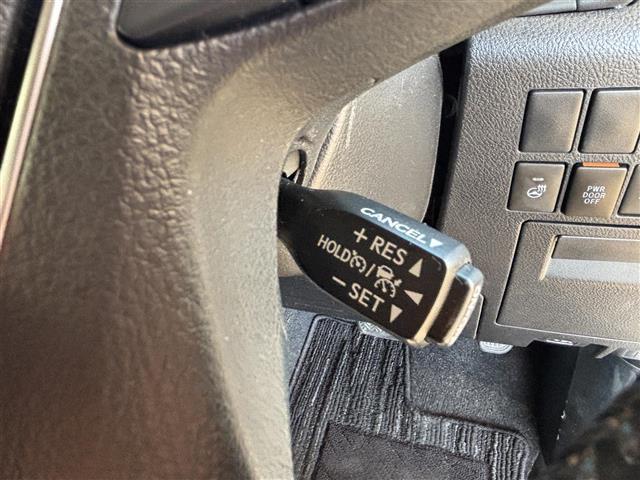 CANCEL▼
+ RES ▲
HOLD /
− SET ▼
PWR
DOOR
OFF